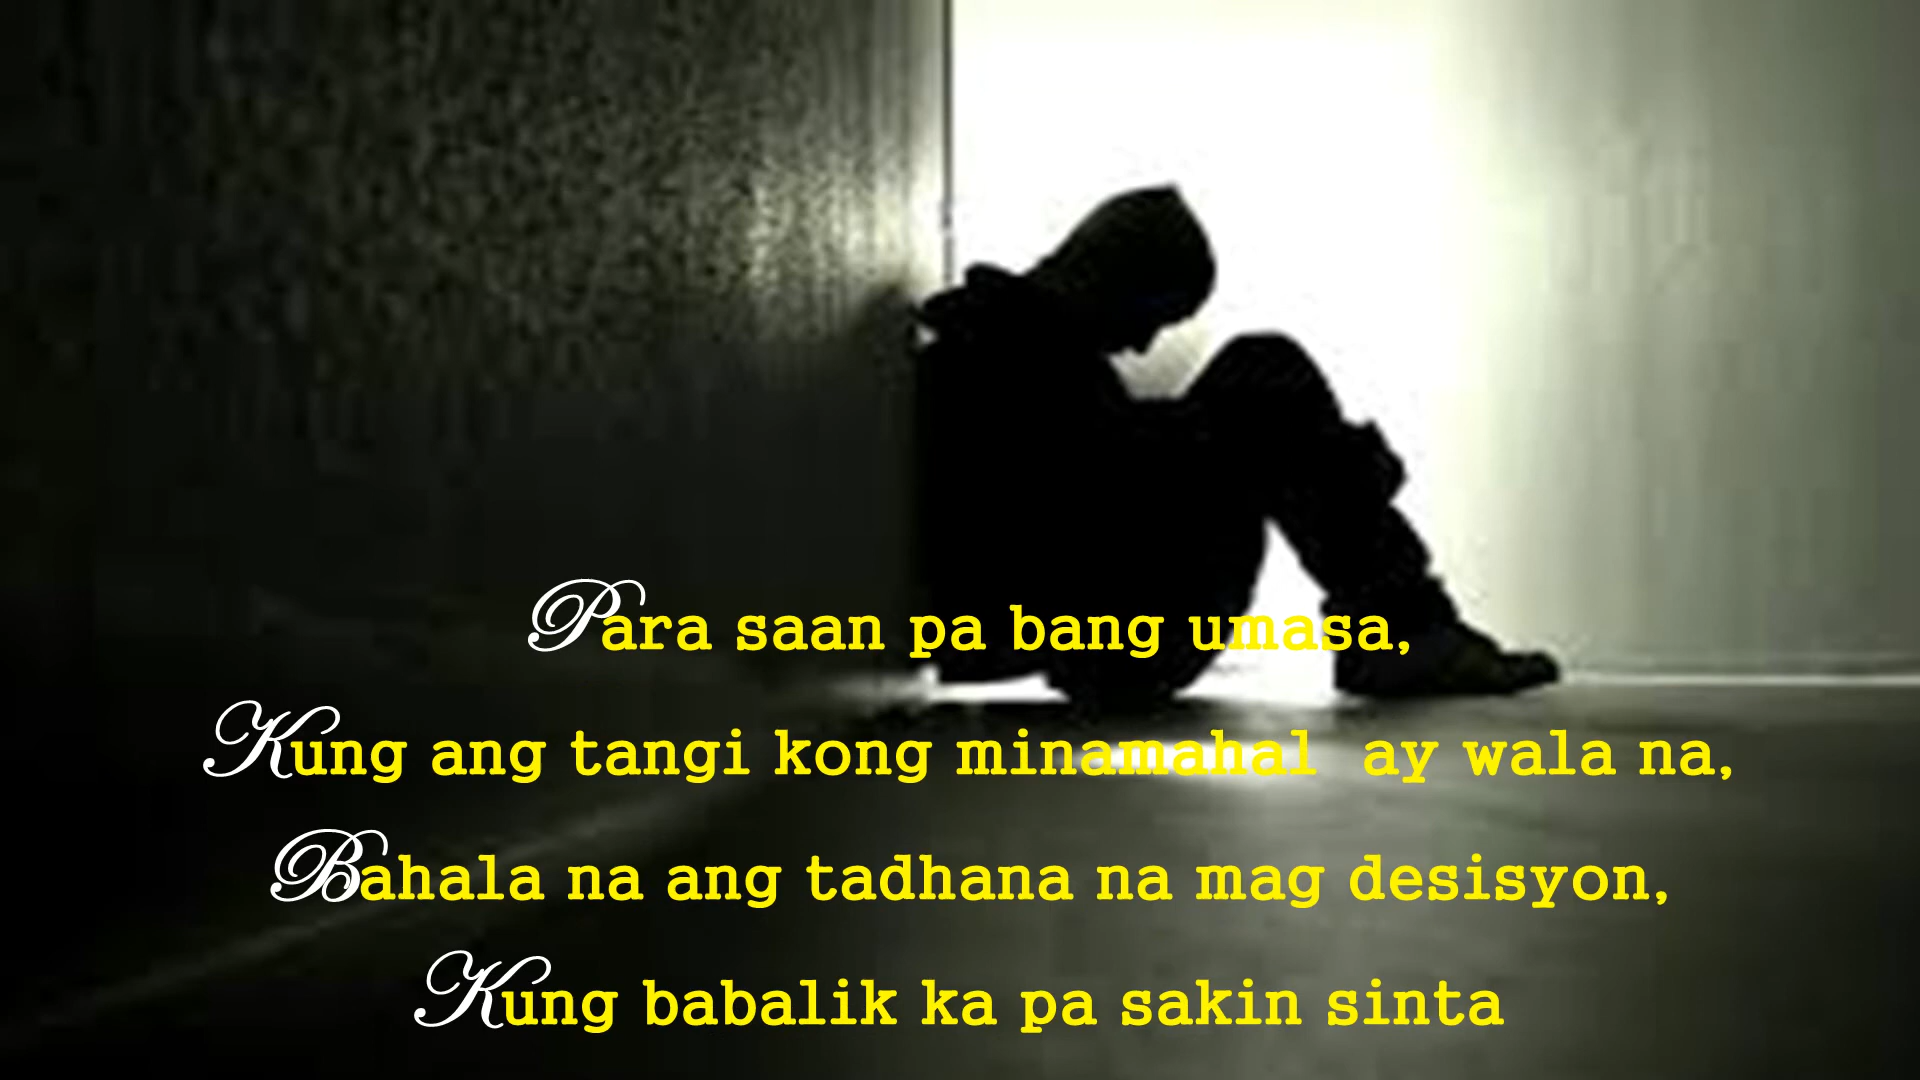 Para saan pa bang umasa,
Kung ang tangi kong minamahal ay wala na,
Bahala na ang tadhana na mag desisyon,
Kung babalik ka pa sakin sinta